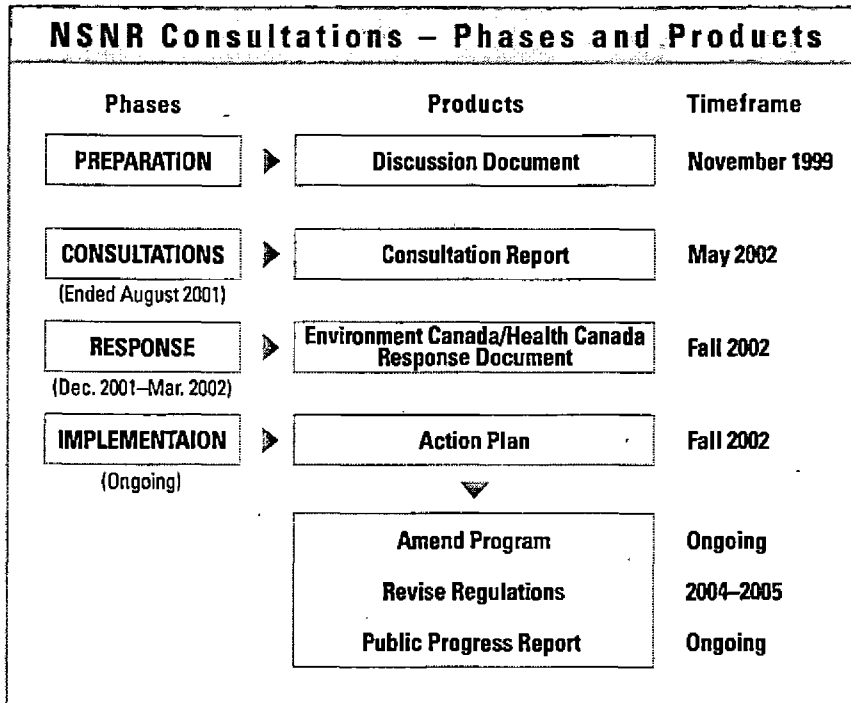 NSNR Consultations – Phases and Products
Phases Products Timeframe
PREPARATION Discussion Document November 1999
CONSULTATIONS Consultation Report May 2002
(Ended August 2001)
RESPONSE Environment Canada/Health Canada Response Document Fall 2002
(Dec. 2001–Mar. 2002)
IMPLEMENTAION Action Plan Fall 2002
(Ongoing)
Amend Program Ongoing
Revise Regulations 2004–2005
Public Progress Report Ongoing